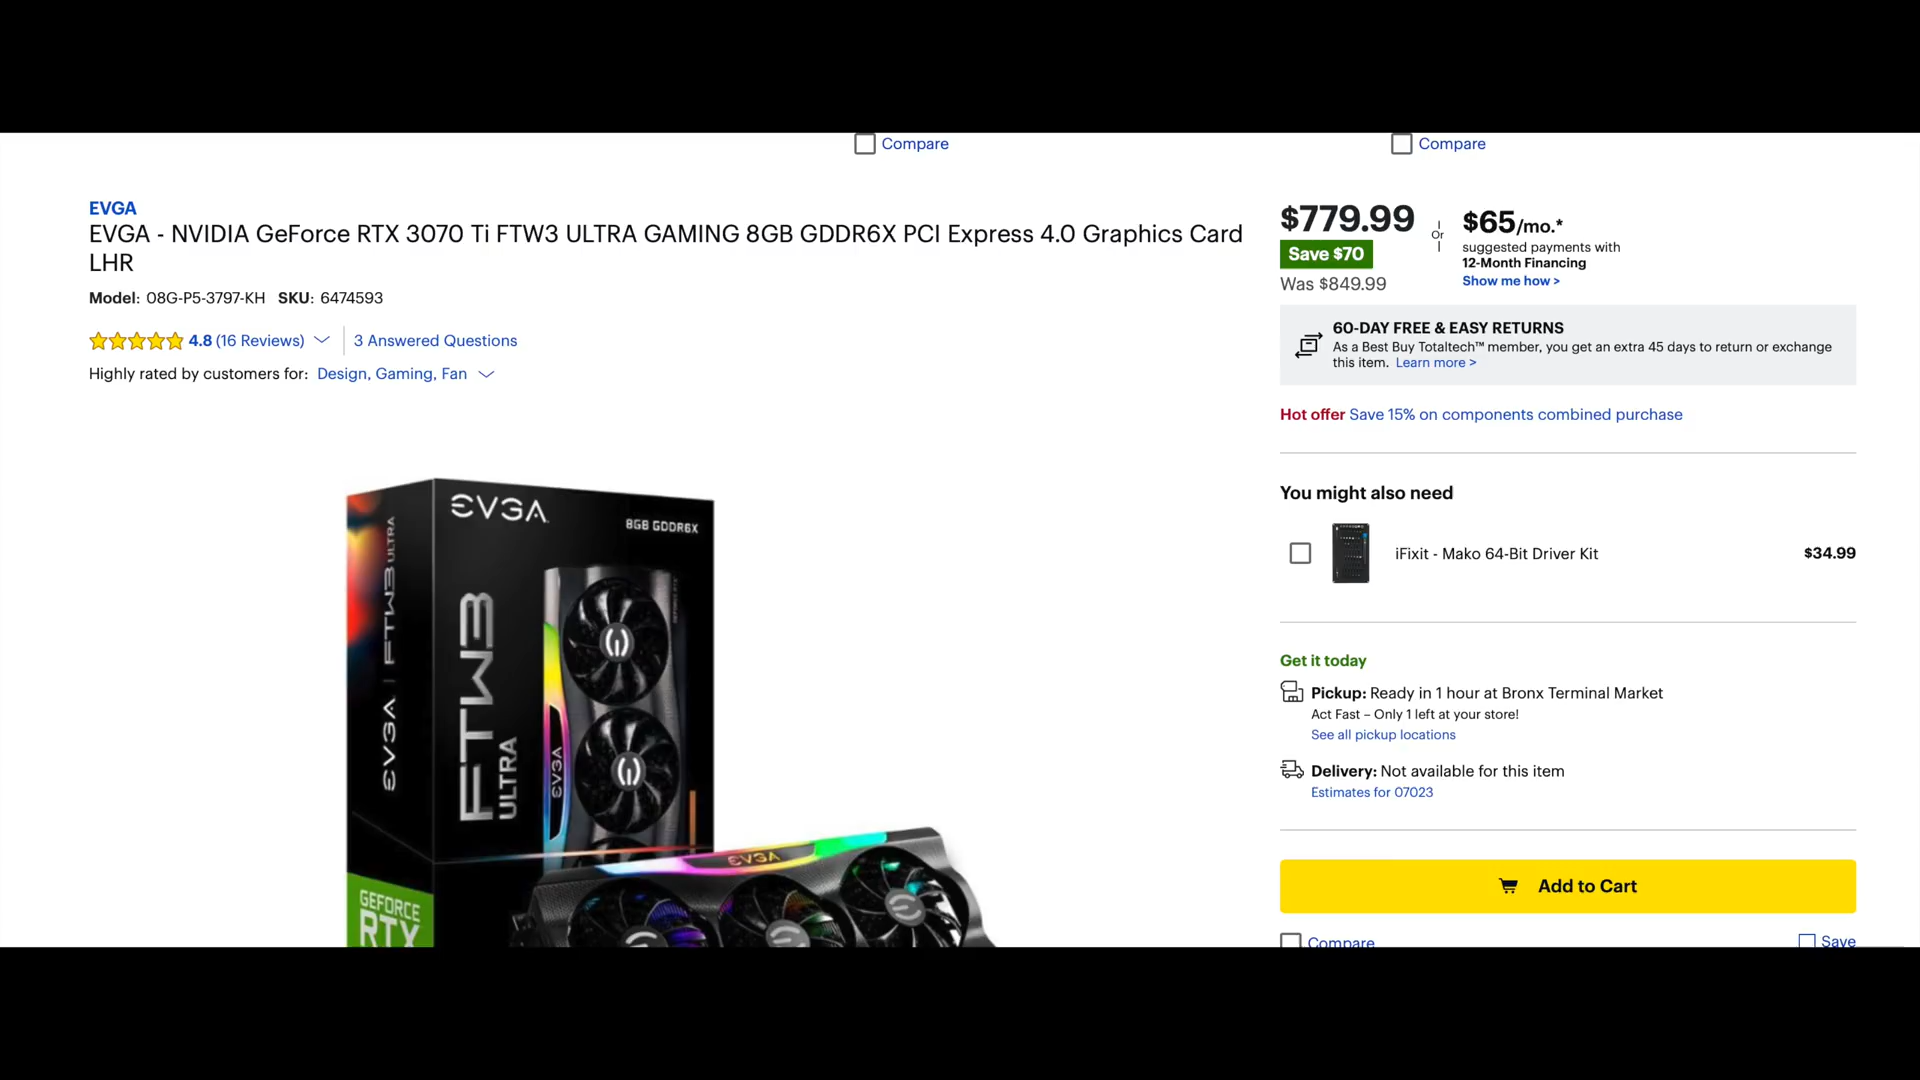 Compare
Compare
EVGA
EVGA - NVIDIA GeForce RTX 3070 Ti FTW3 ULTRA GAMING 8GB GDDR6X PCI Express 4.0 Graphics Card
LHR
Model: 08G-P5-3797-KH SKU: 6474593
4.8 (16 Reviews)
3 Answered Questions
Highly rated by customers for: Design, Gaming, Fan
EVGA
8GB GDDR6X
FTW3
ULTRA
EVGA
EVGA | FTW3 ULTRA
GEFORCE
RTX
EVGA
$779.99
Save $70
Was $849.99
Or
$65/mo.*
suggested payments with
12-Month Financing
Show me how >
60-DAY FREE & EASY RETURNS
As a Best Buy Totaltech™ member, you get an extra 45 days to return or exchange
this item. Learn more >
Hot offer Save 15% on components combined purchase
You might also need
iFixit - Mako 64-Bit Driver Kit
$34.99
Get it today
Pickup: Ready in 1 hour at Bronx Terminal Market
Act Fast – Only 1 left at your store!
See all pickup locations
Delivery: Not available for this item
Estimates for 07023
Add to Cart
Compare
Save